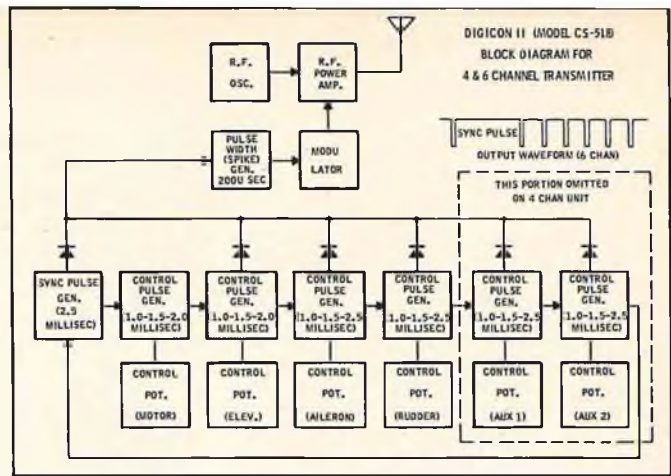 DIGICON II (MODEL CS-518)
BLOCK DIAGRAM FOR
4 & 6 CHANNEL TRANSMITTER
R.F.
OSC.
R.F.
POWER
AMP.
PULSE
WIDTH
(SPIKE)
GEN.
200U SEC
MODU
LATOR
SYNC PULSE
OUTPUT WAVEFORM (6 CHAN)
THIS PORTION OMITTED
ON 4 CHAN UNIT
SYNC PULSE
GEN.
(2.5
MILLISEC)
CONTROL
PULSE
GEN.
(1.0-1.5-2.0
MILLISEC)
CONTROL
PULSE
GEN.
(1.0-1.5-2.0
MILLISEC)
CONTROL
PULSE
GEN.
(1.0-1.5-2.5
MILLISEC)
CONTROL
PULSE
GEN.
(1.0-1.5-2.5
MILLISEC)
CONTROL
PULSE
GEN.
(1.0-1.5-2.5
MILLISEC)
CONTROL
PULSE
GEN.
(1.0-1.5-2.5
MILLISEC)
CONTROL
POT.
(MOTOR)
CONTROL
POT.
(ELEV.)
CONTROL
POT.
(AILERON)
CONTROL
POT.
(RUDDER)
CONTROL
POT.
(AUX 1)
CONTROL
POT.
(AUX 2)